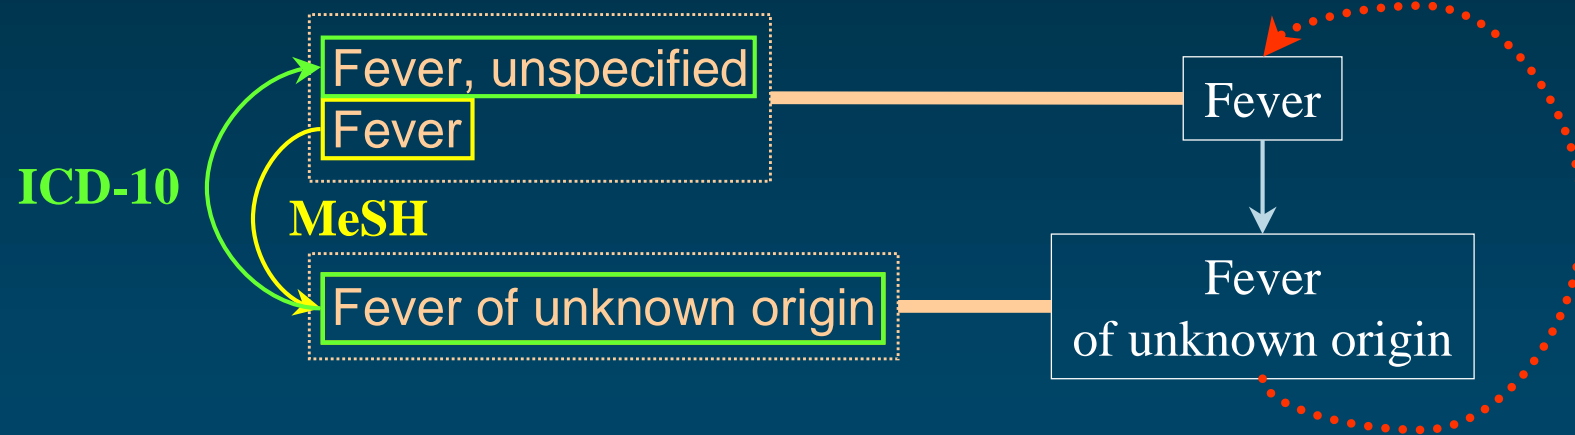 Fever, unspecified
Fever
ICD-10
MeSH
Fever of unknown origin
Fever
Fever
of unknown origin